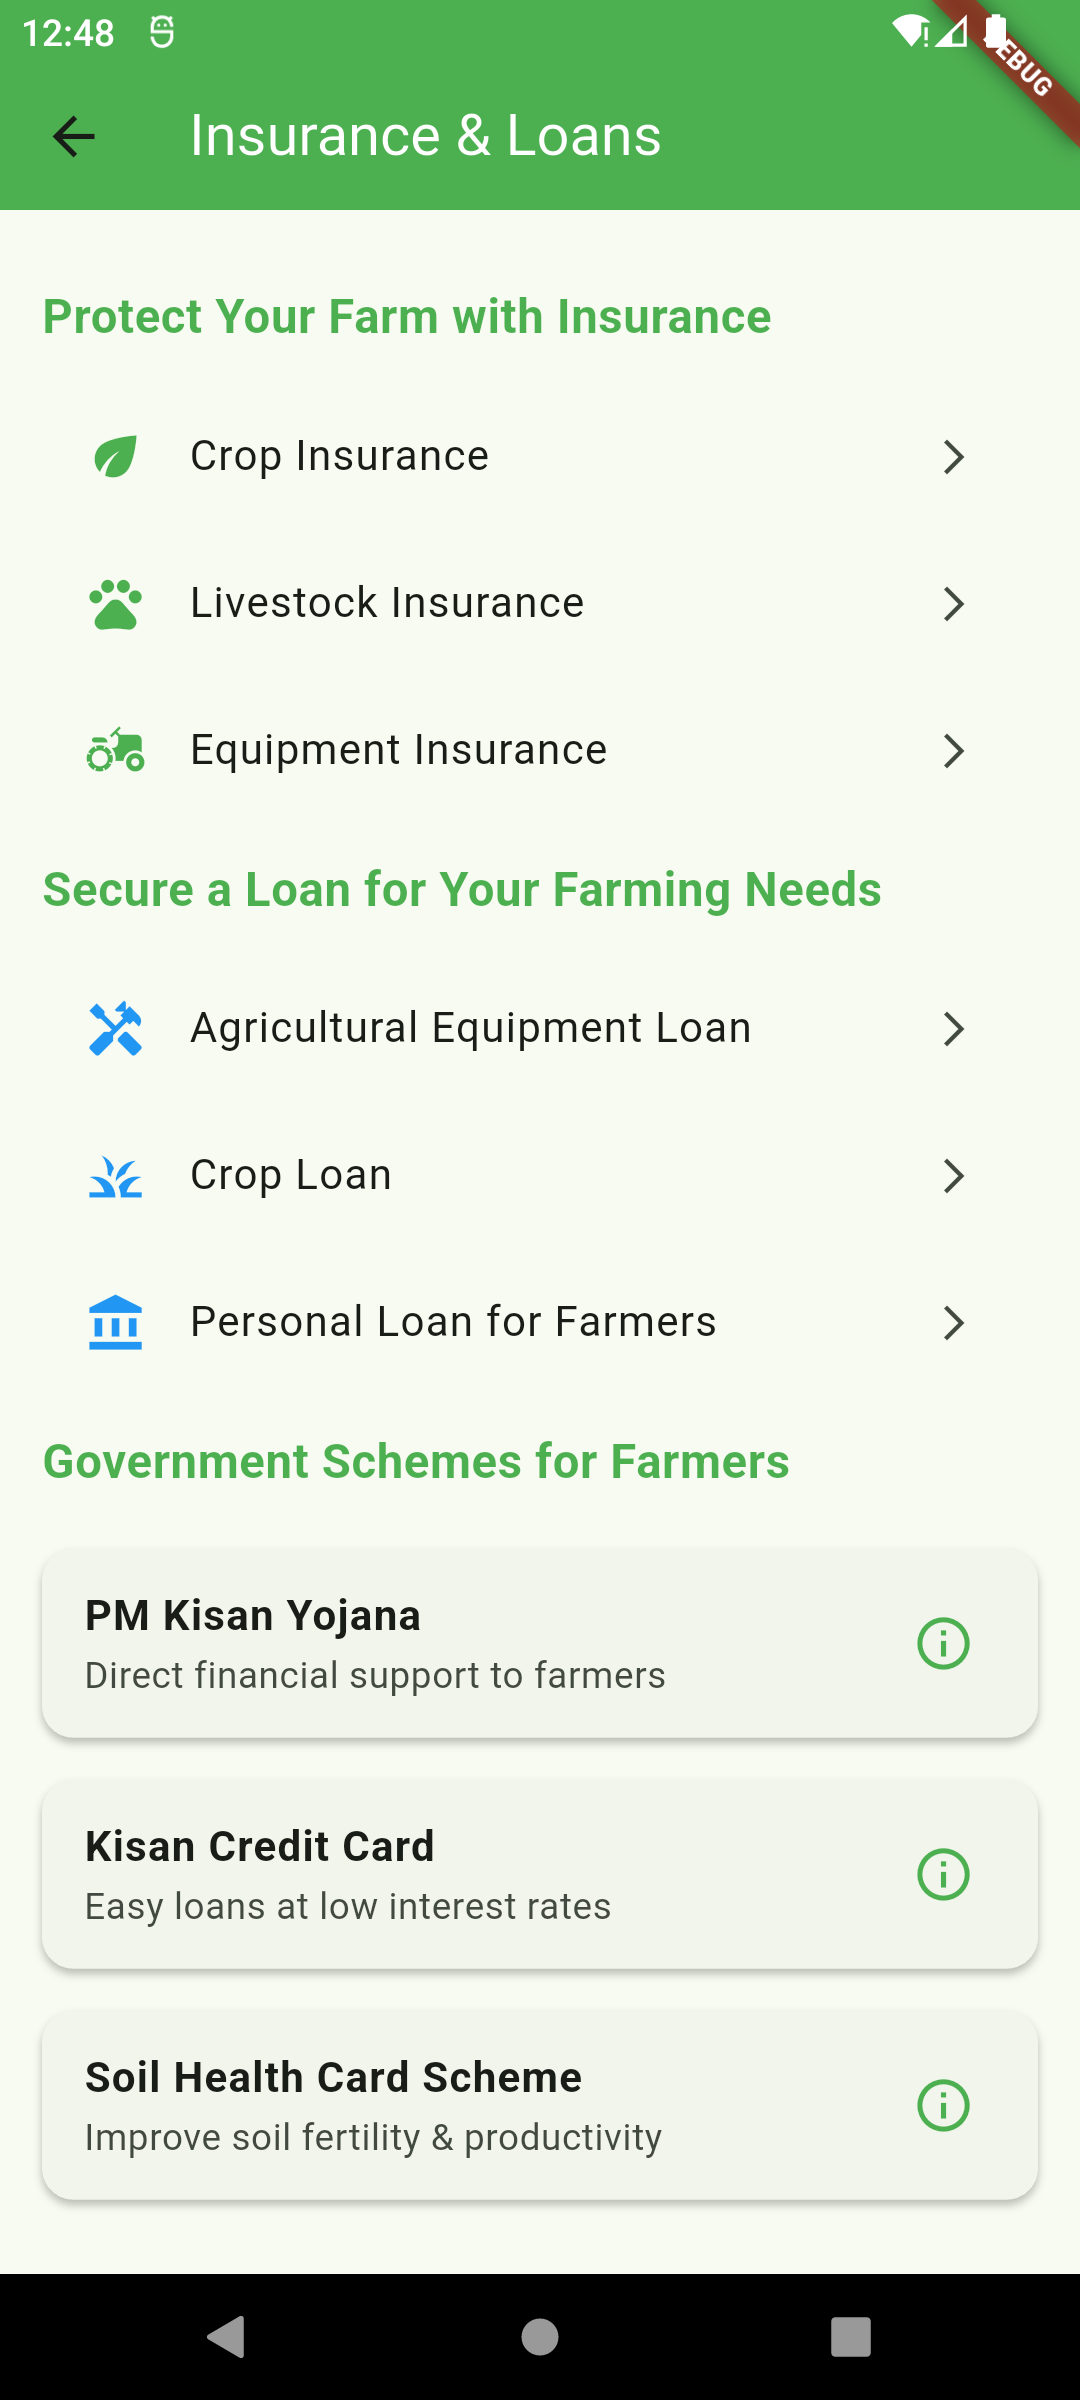 12:48
Insurance & Loans
Protect Your Farm with Insurance
Crop Insurance
Livestock Insurance
Equipment Insurance
Secure a Loan for Your Farming Needs
Agricultural Equipment Loan
Crop Loan
Personal Loan for Farmers
Government Schemes for Farmers
PM Kisan Yojana
Direct financial support to farmers
Kisan Credit Card
Easy loans at low interest rates
Soil Health Card Scheme
Improve soil fertility & productivity